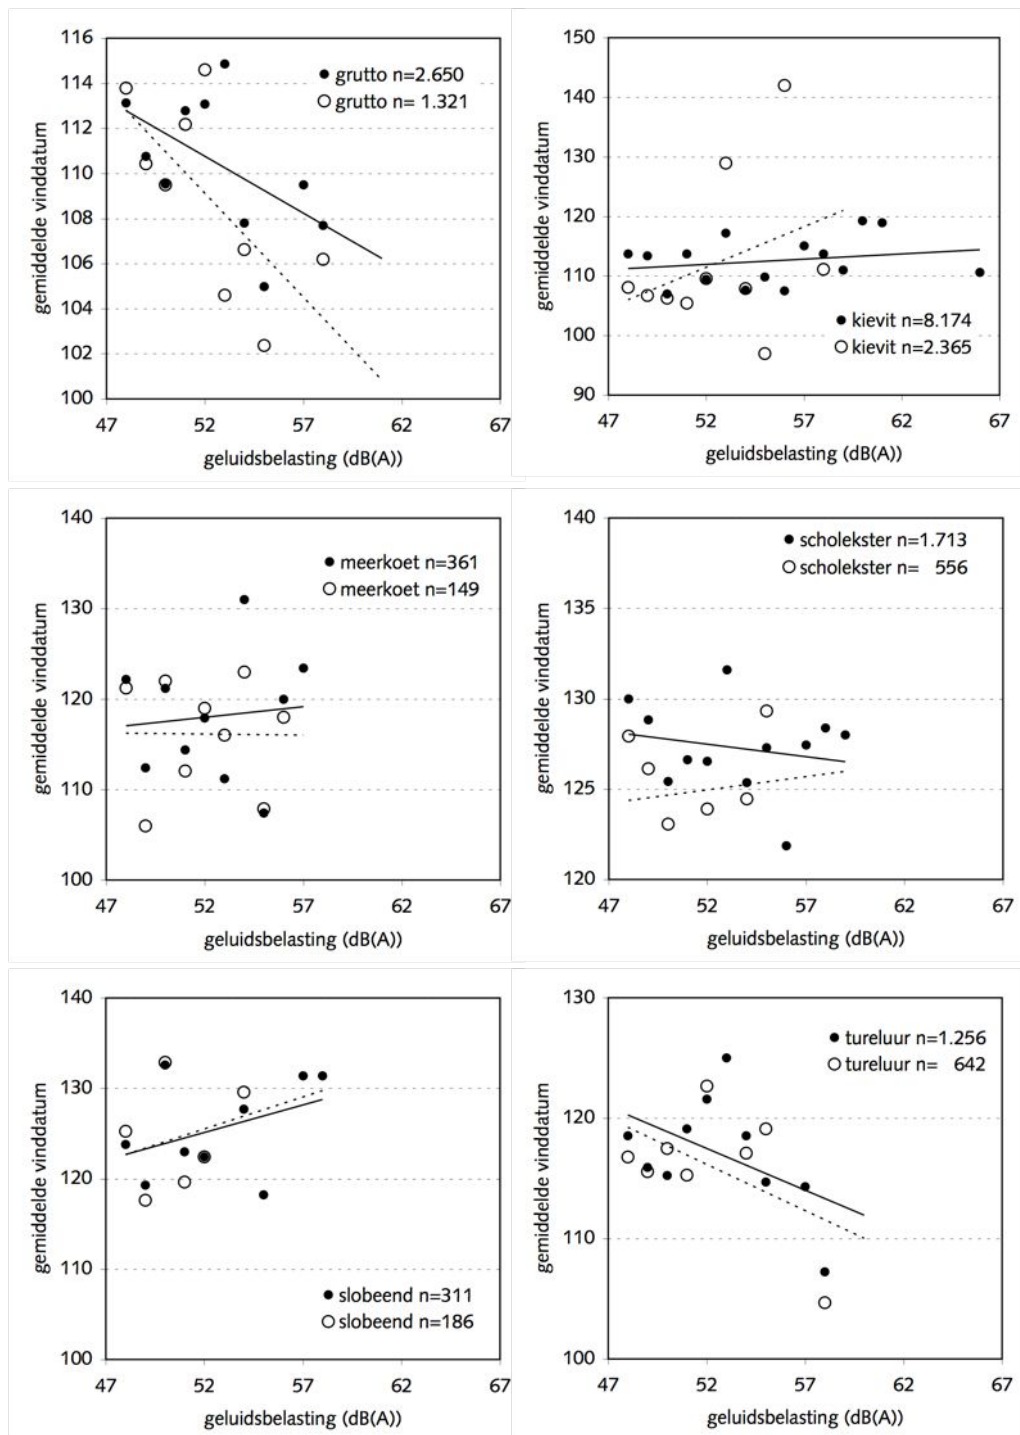 116
114
112
110
108
106
104
102
100
47 52 57 62 67
gemiddelde vinddatum
geluidsbelasting (dB(A))
grutto n=2.650
grutto n= 1.321
150
140
130
120
110
100
90
47 52 57 62 67
gemiddelde vinddatum
geluidsbelasting (dB(A))
kievit n=8.174
kievit n=2.365
140
130
120
110
100
47 52 57 62 67
gemiddelde vinddatum
geluidsbelasting (dB(A))
meerkoet n=361
meerkoet n=149
140
135
130
125
120
47 52 57 62 67
gemiddelde vinddatum
geluidsbelasting (dB(A))
scholekster n=1.713
scholekster n= 556
140
130
120
110
100
47 52 57 62 67
gemiddelde vinddatum
geluidsbelasting (dB(A))
slobeend n=311
slobeend n=186
130
120
110
100
47 52 57 62 67
gemiddelde vinddatum
geluidsbelasting (dB(A))
tureluur n=1.256
tureluur n= 642